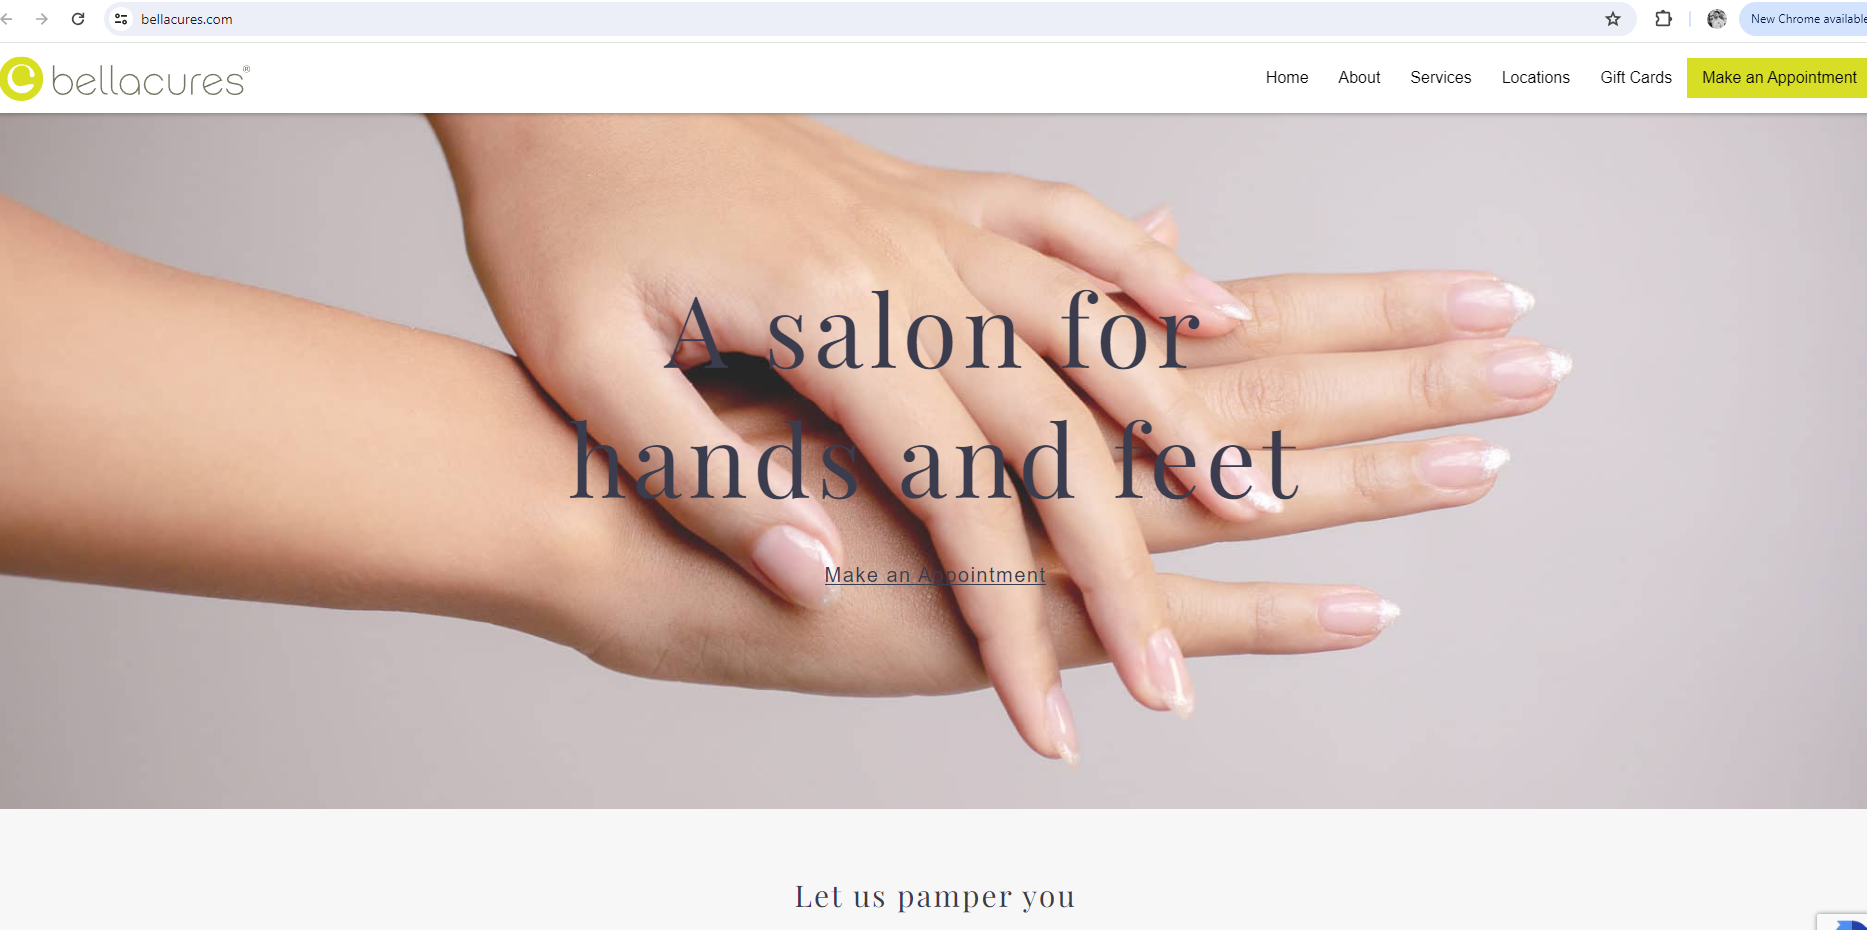 bellacures.com
New Chrome available
bellacures®
Home
About
Services
Locations
Gift Cards
Make an Appointment
A salon for
hands and feet
Make an Appointment
Let us pamper you